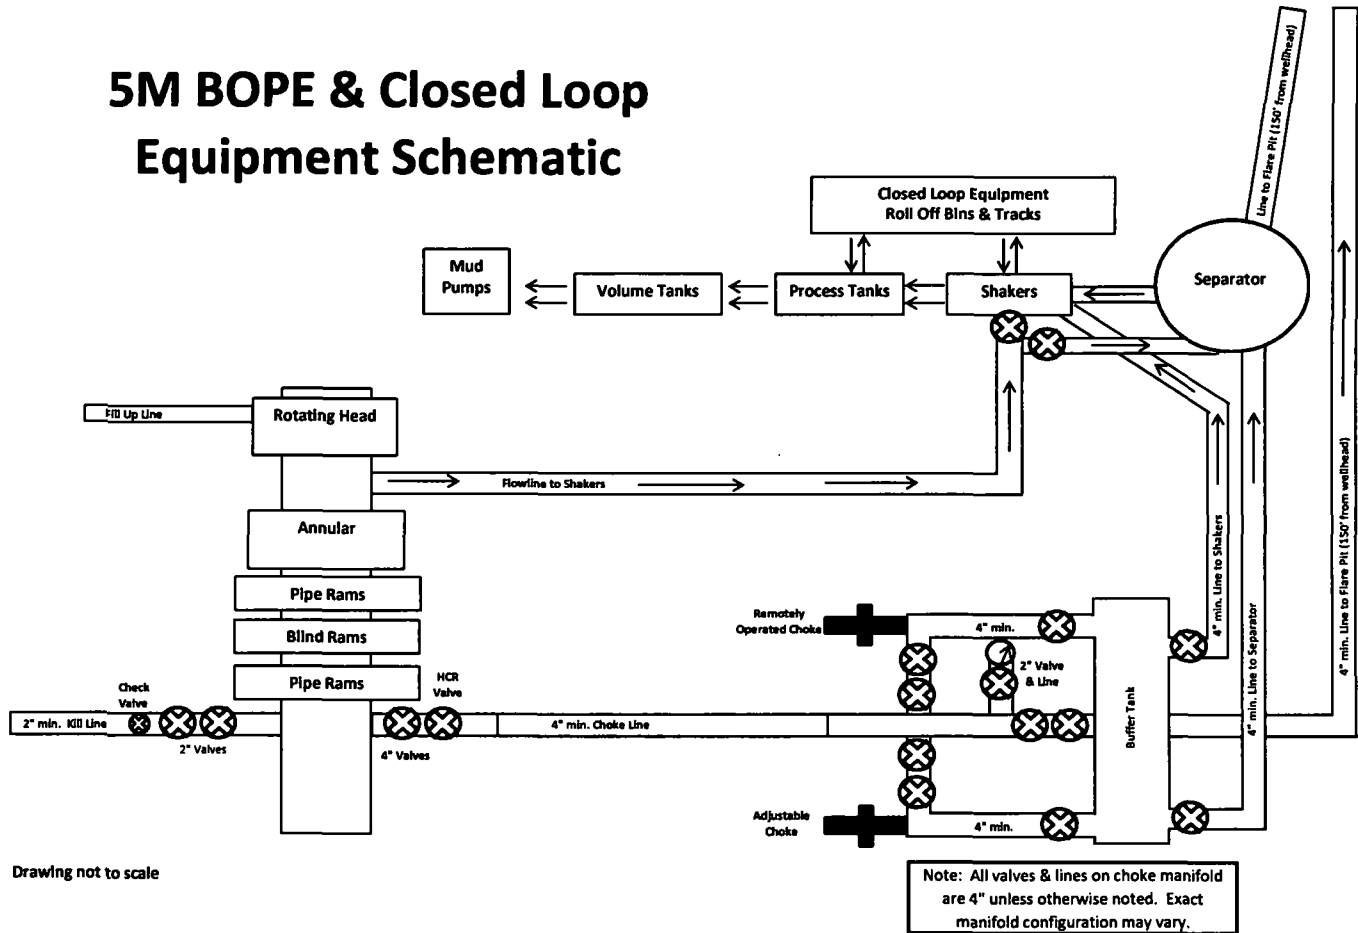 5M BOPE & Closed Loop
Equipment Schematic
Closed Loop Equipment
Roll Off Bins & Tracks
Mud
Pumps
Volume Tanks
Process Tanks
Shakers
Separator
Line to Flare Pit (150' from wellhead)
Fill Up Line
Rotating Head
Flowline to Shakers
Annular
Pipe Rams
Blind Rams
Pipe Rams
Check
Valve
HCR
Valve
2" min. Kill Line
2" Valves
4" Valves
4" min. Choke Line
Remotely
Operated Choke
4" min.
2" Valve
& Line
Buffer Tank
Adjustable
Choke
4" min.
4" min. Line to Shakers
4" min. Line to Separator
4" min. Line to Flare Pit (150' from wellhead)
Drawing not to scale
Note: All valves & lines on choke manifold
are 4" unless otherwise noted. Exact
manifold configuration may vary.